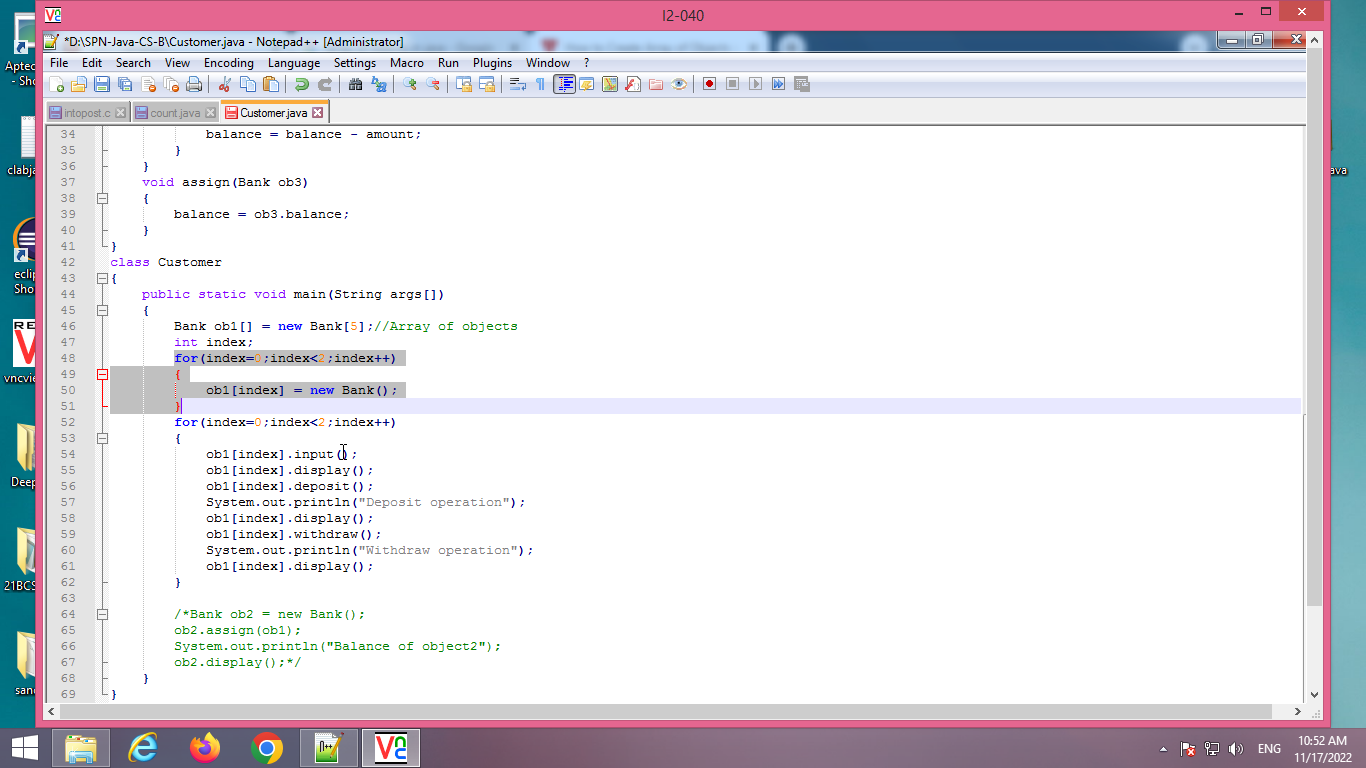 I2-040
*D:\SPN-Java-CS-B\Customer.java - Notepad++ [Administrator]
File Edit Search View Encoding Language Settings Macro Run Plugins Window ?
intopost.c count.java Customer.java
34 balance = balance - amount;
35 }
36 }
37 void assign(Bank ob3)
38 {
39 balance = ob3.balance;
40 }
41 }
42 class Customer
43 {
44 public static void main(String args[])
45 {
46 Bank ob1[] = new Bank[5];//Array of objects
47 int index;
48 for(index=0;index<2;index++)
49 {
50 ob1[index] = new Bank();
51 }
52 for(index=0;index<2;index++)
53 {
54 ob1[index].input();
55 ob1[index].display();
56 ob1[index].deposit();
57 System.out.println("Deposit operation");
58 ob1[index].display();
59 ob1[index].withdraw();
60 System.out.println("Withdraw operation");
61 ob1[index].display();
62 }
63
64 /*Bank ob2 = new Bank();
65 ob2.assign(ob1);
66 System.out.println("Balance of object2");
67 ob2.display();*/
68 }
69 }
Aptec
- Sho
clabja
eclip
Sho
vncvie
Deep
21BCS
san
ava
ENG
10:52 AM
11/17/2022